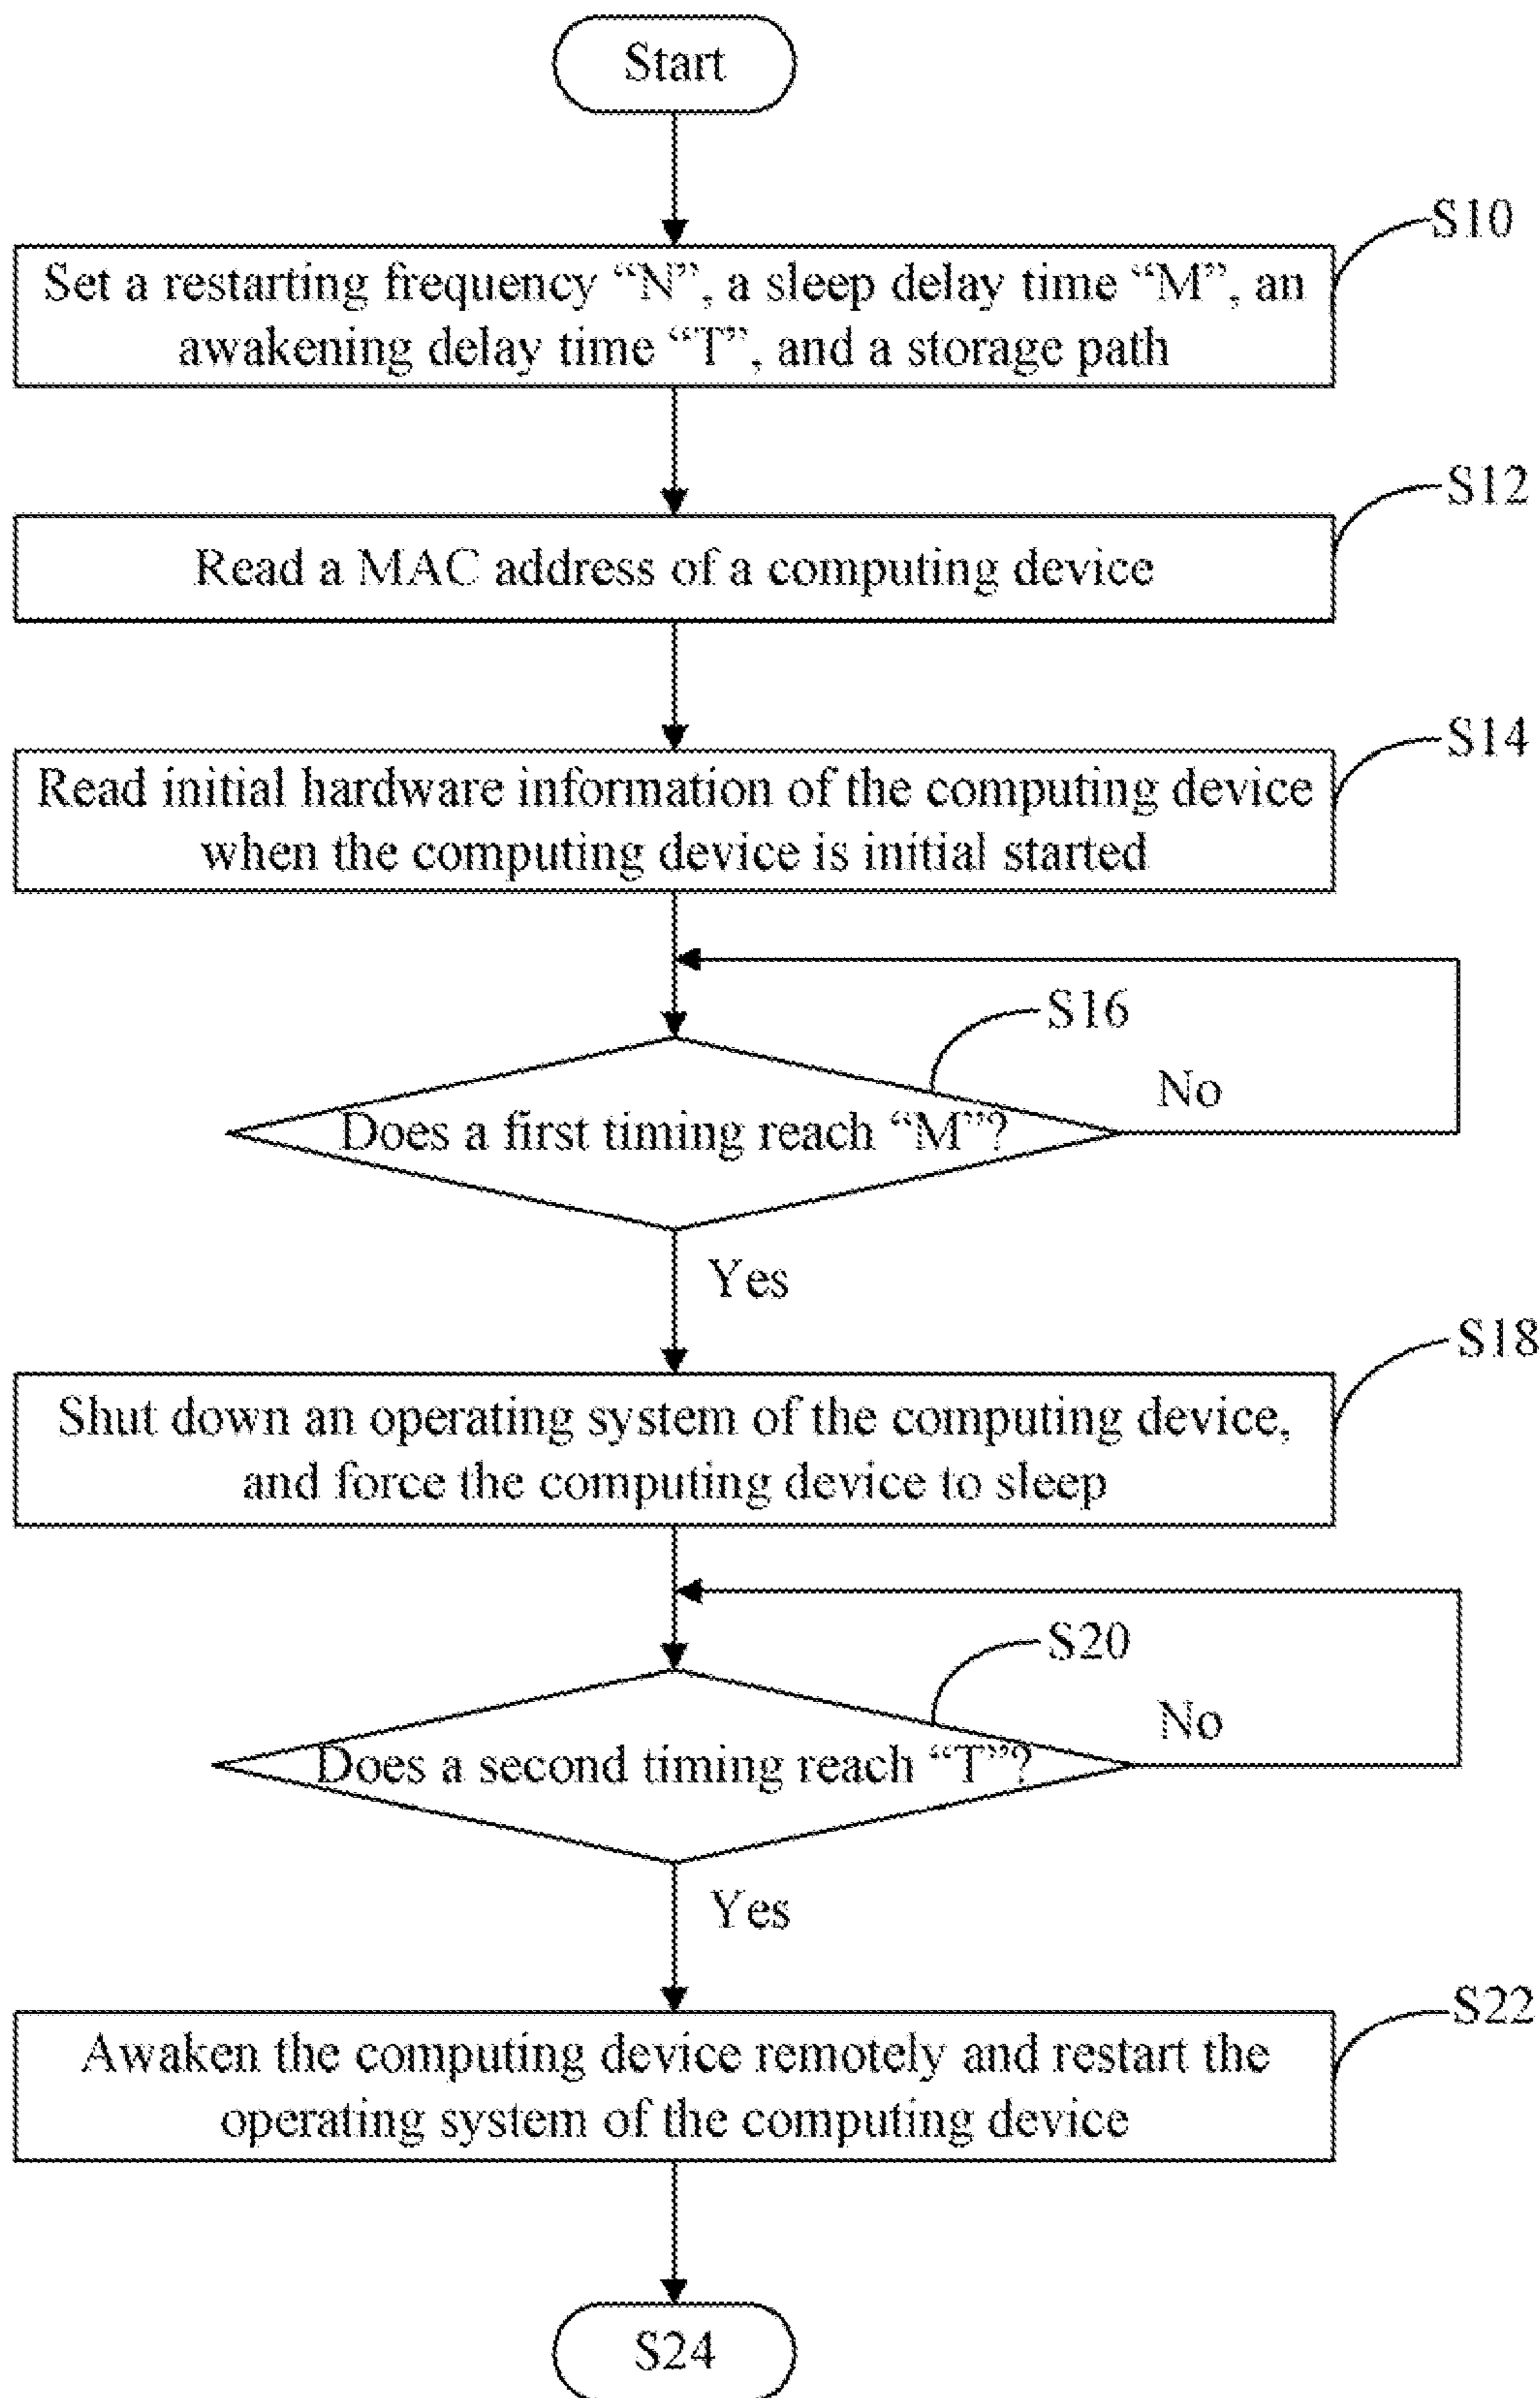 Start
S10
Set a restarting frequency “N”, a sleep delay time “M”, an
awakening delay time “T”, and a storage path
S12
Read a MAC address of a computing device
S14
Read initial hardware information of the computing device
when the computing device is initial started
S16
No
Does a first timing reach “M”?
Yes
S18
Shut down an operating system of the computing device,
and force the computing device to sleep
S20
No
Does a second timing reach “T”?
Yes
S22
Awaken the computing device remotely and restart the
operating system of the computing device
S24